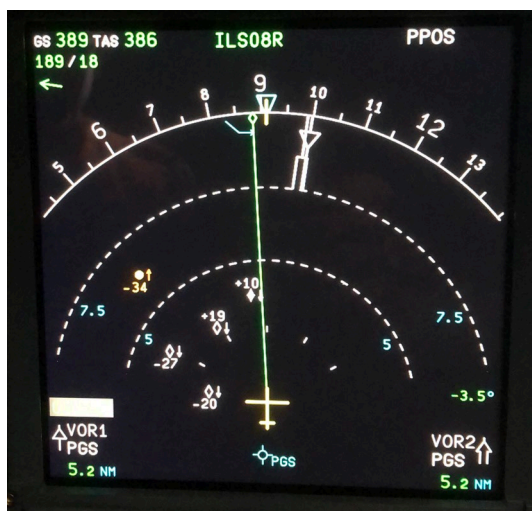 GS 389 TAS 386 ILS08R PPOS
189/18
5 6 7 8 9 10 11 12 13
-34
+10
7.5 7.5
+19
5 5
-27
-20
-3.5°
VOR1 VOR2
PGS PGS PGS
5.2 NM 5.2 NM